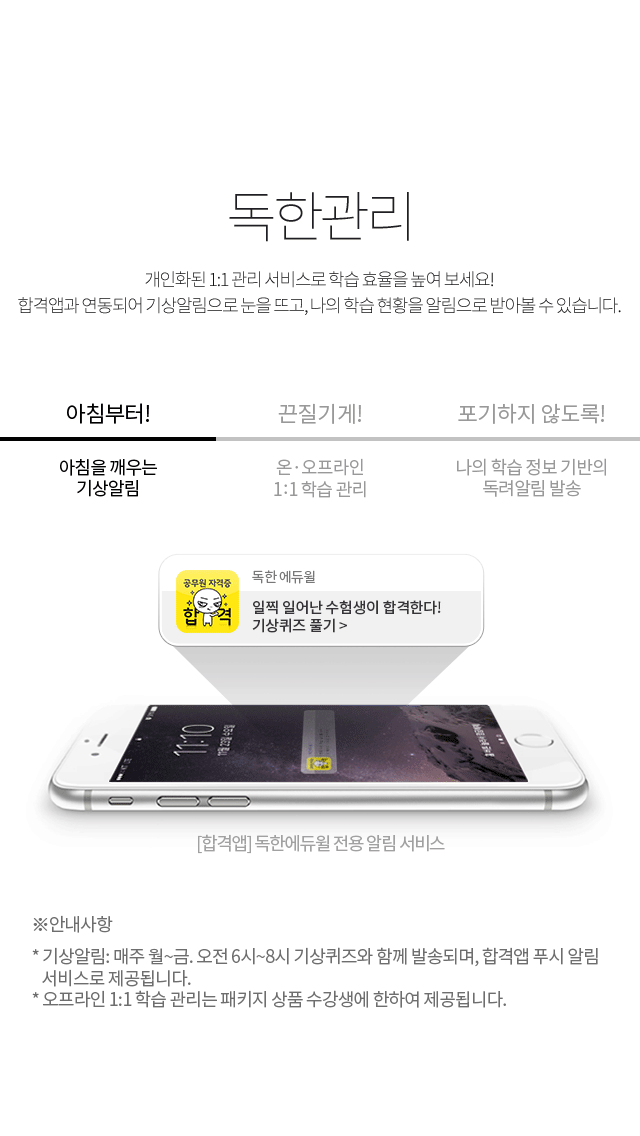 독한관리
개인화된 1:1 관리 서비스로 학습 효율을 높여 보세요!
합격앱과 연동되어 기상알림으로 눈을 뜨고, 나의 학습 현황을 알림으로 받아볼 수 있습니다.
아침부터!
끈질기게!
포기하지 않도록!
아침을 깨우는
기상알림
온·오프라인
1:1 학습 관리
나의 학습 정보 기반의
독려알림 발송
공무원 자격증
합격
독한 에듀윌
일찍 일어난 수험생이 합격한다!
기상퀴즈 풀기 >
11:10
11월 23일 수요일
[합격앱] 독한에듀윌 전용 알림 서비스
※안내사항
* 기상알림: 매주 월~금. 오전 6시~8시 기상퀴즈와 함께 발송되며, 합격앱 푸시 알림
서비스로 제공됩니다.
* 오프라인 1:1 학습 관리는 패키지 상품 수강생에 한하여 제공됩니다.